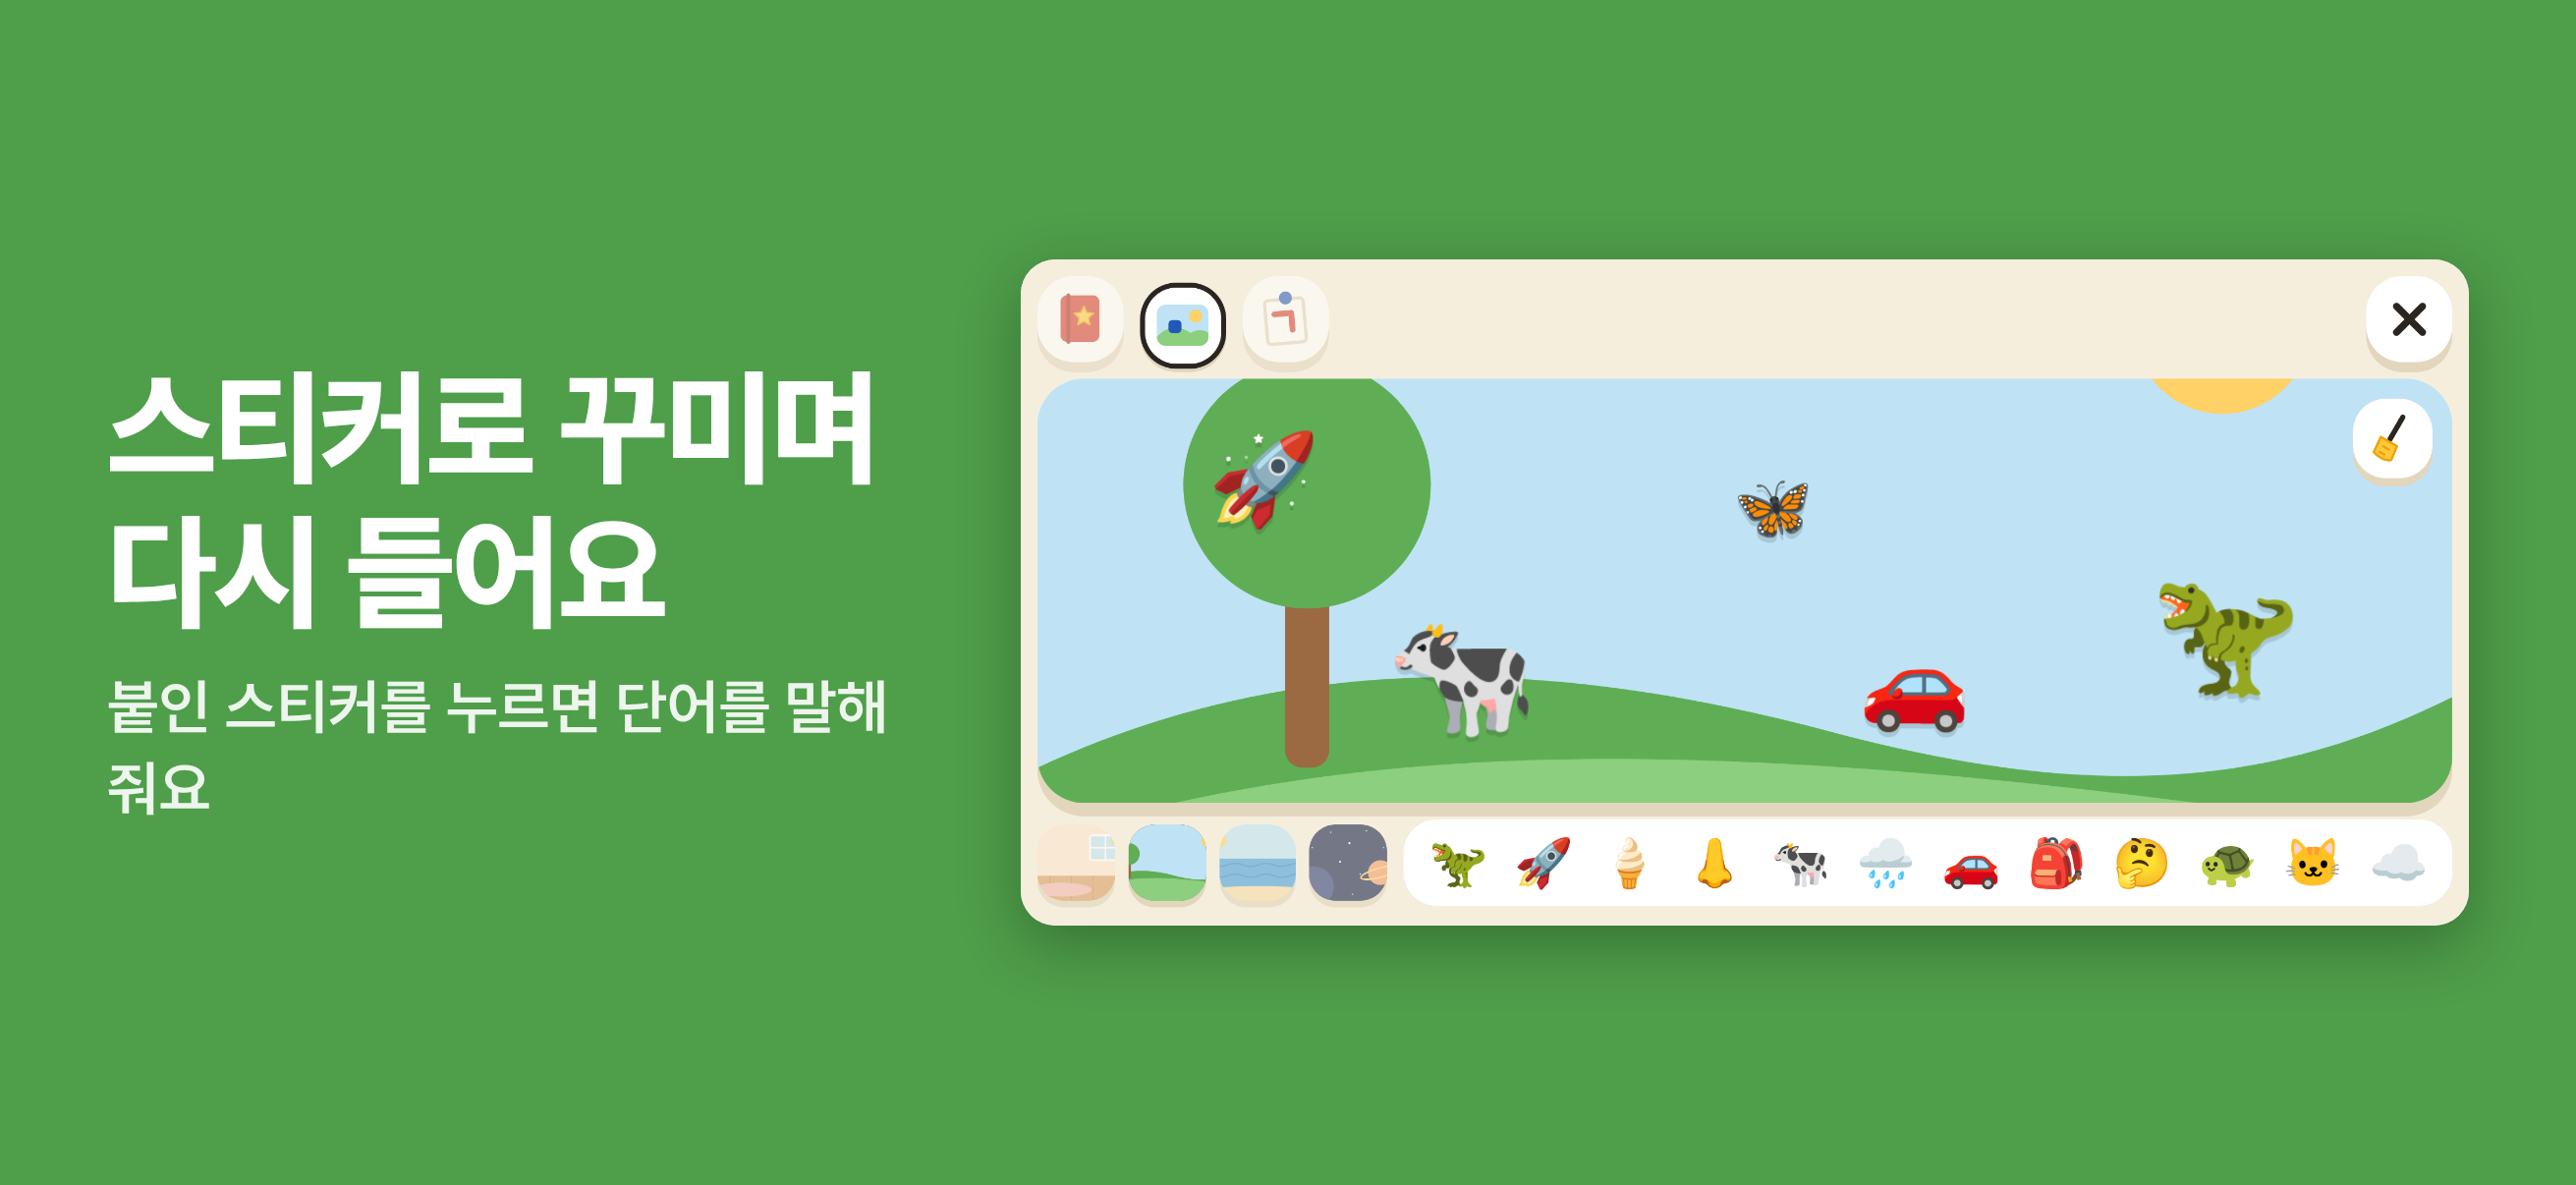 스티커로 꾸미며
다시 들어요
붙인 스티커를 누르면 단어를 말해
줘요
ㄱ